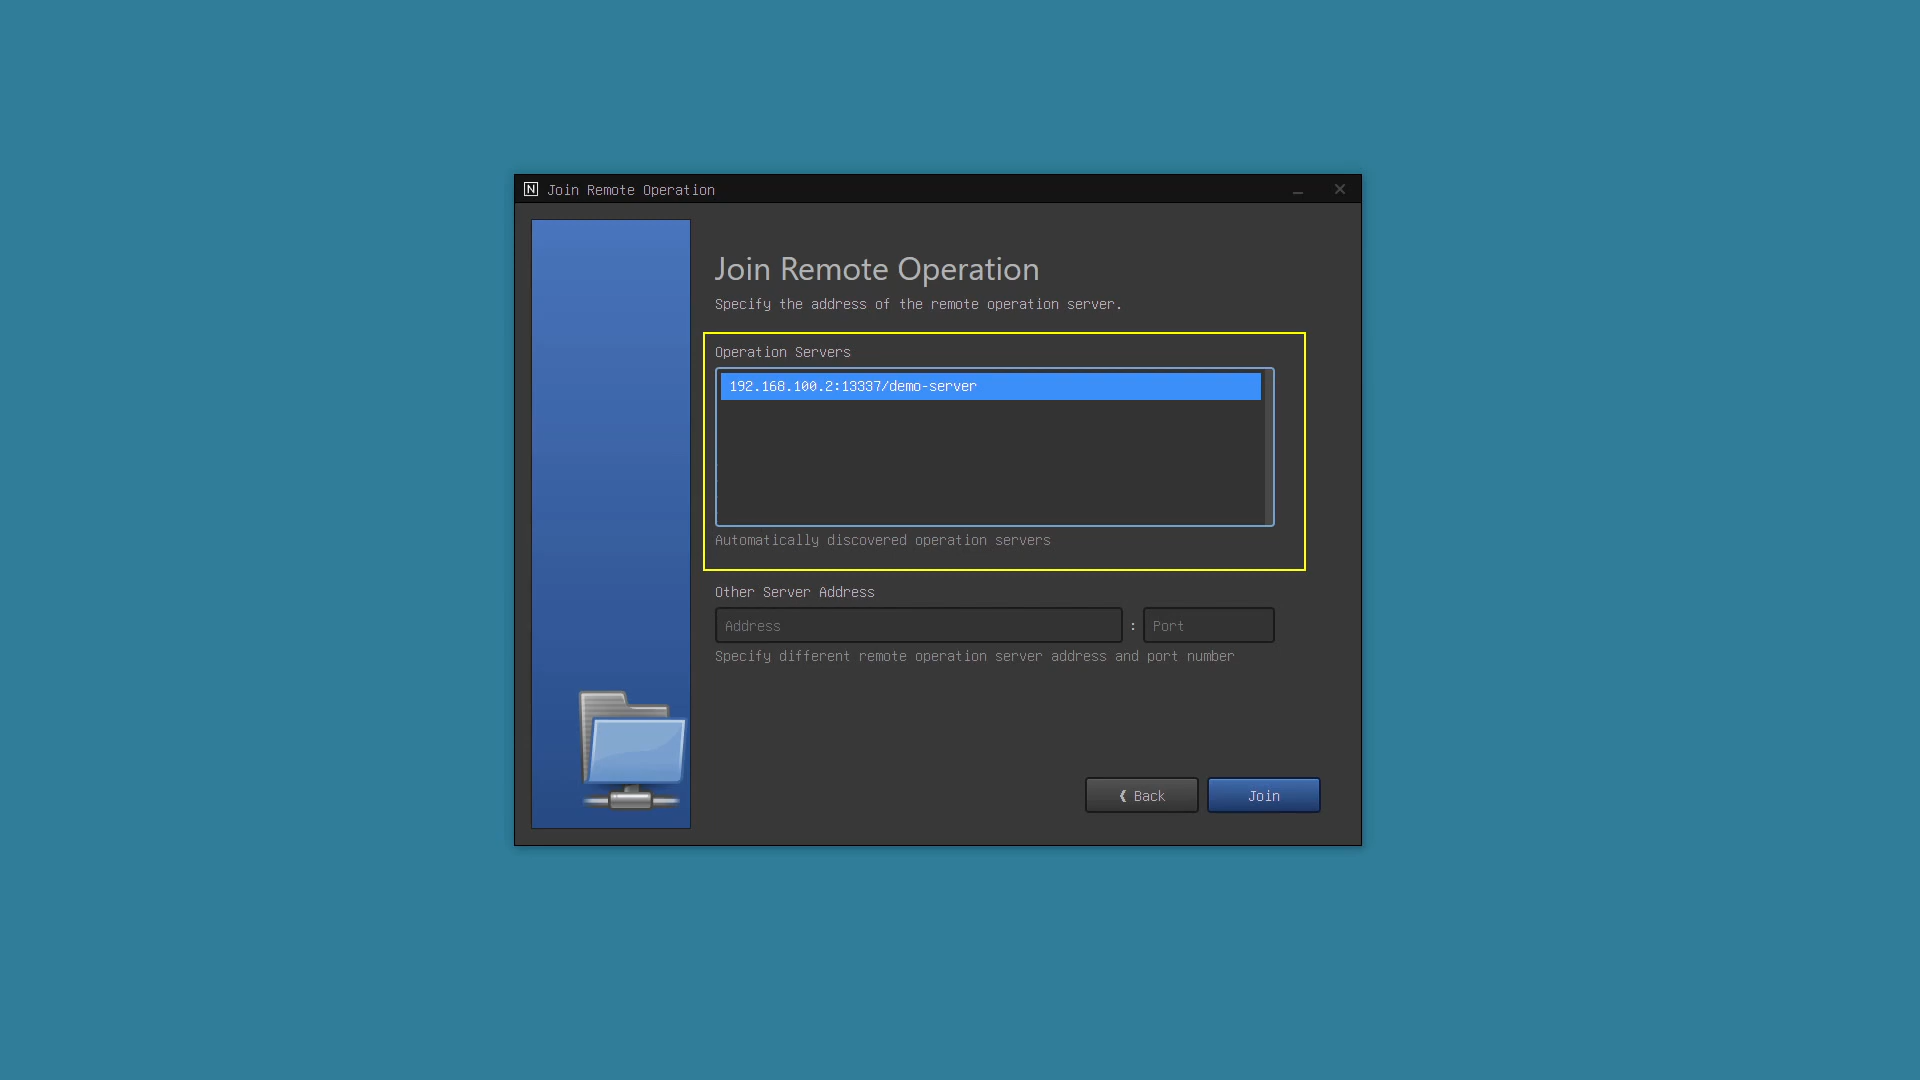 N Join Remote Operation
Join Remote Operation
Specify the address of the remote operation server.
Operation Servers
192.168.100.2:13337/demo-server
Automatically discovered operation servers
Other Server Address
Address : Port
Specify different remote operation server address and port number
❮ Back Join